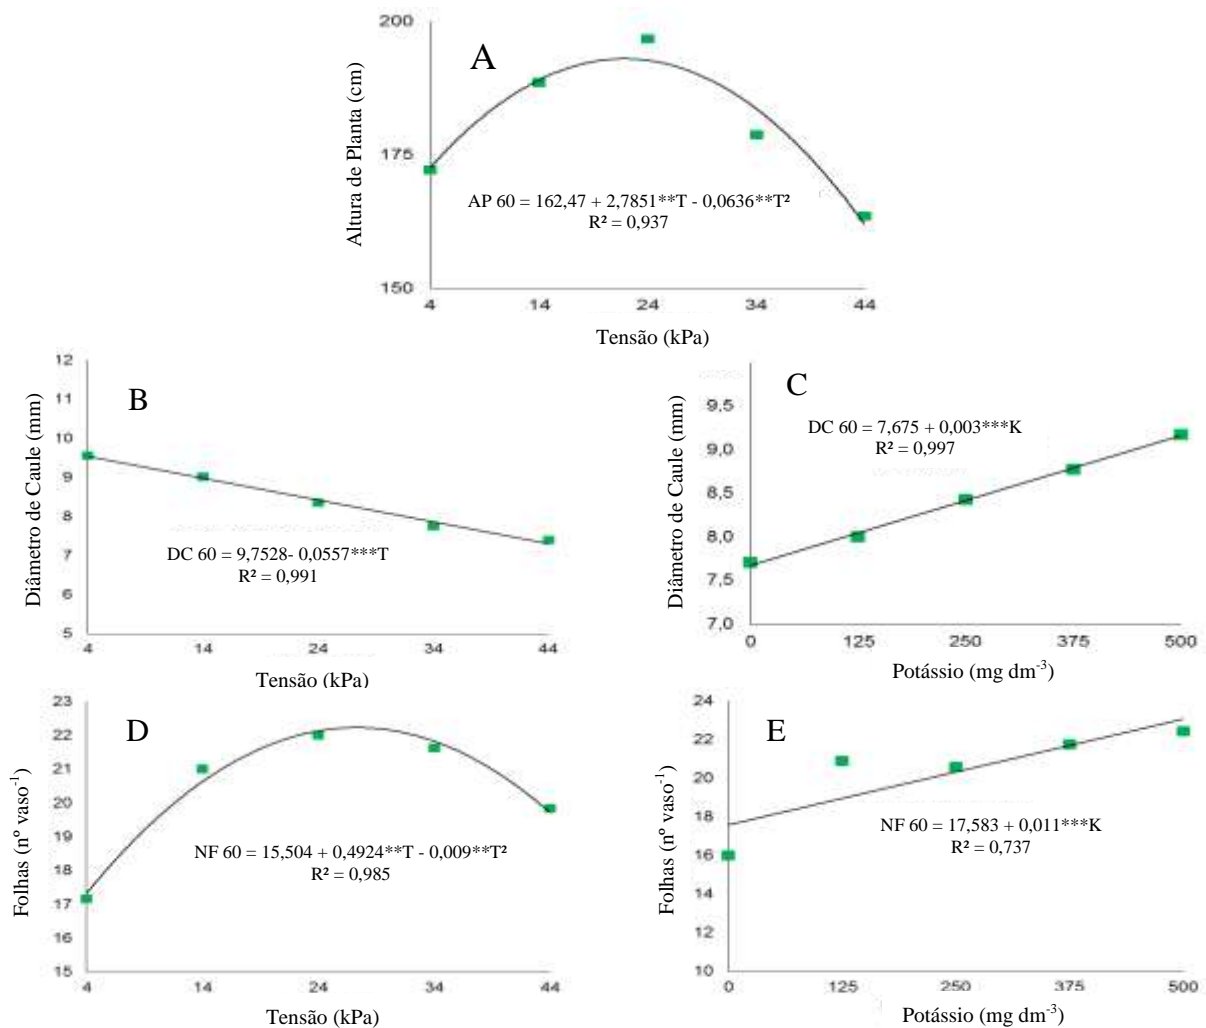 A
Altura de Planta (cm)
200
175
150
AP 60 = 162,47 + 2,7851**T - 0,0636**T²
R² = 0,937
4 14 24 34 44
Tensão (kPa)
B
Diâmetro de Caule (mm)
12
11
10
9
8
7
6
5
DC 60 = 9,7528- 0,0557***T
R² = 0,991
4 14 24 34 44
Tensão (kPa)
C
Diâmetro de Caule (mm)
9,5
9,0
8,5
8,0
7,5
7,0
DC 60 = 7,675 + 0,003***K
R² = 0,997
0 125 250 375 500
Potássio (mg dm⁻³)
D
Folhas (nº vaso⁻¹)
23
22
21
20
19
18
17
16
15
NF 60 = 15,504 + 0,4924**T - 0,009**T²
R² = 0,985
4 14 24 34 44
Tensão (kPa)
E
Folhas (nº vaso⁻¹)
24
22
20
18
16
14
12
10
NF 60 = 17,583 + 0,011***K
R² = 0,737
0 125 250 375 500
Potássio (mg dm⁻³)